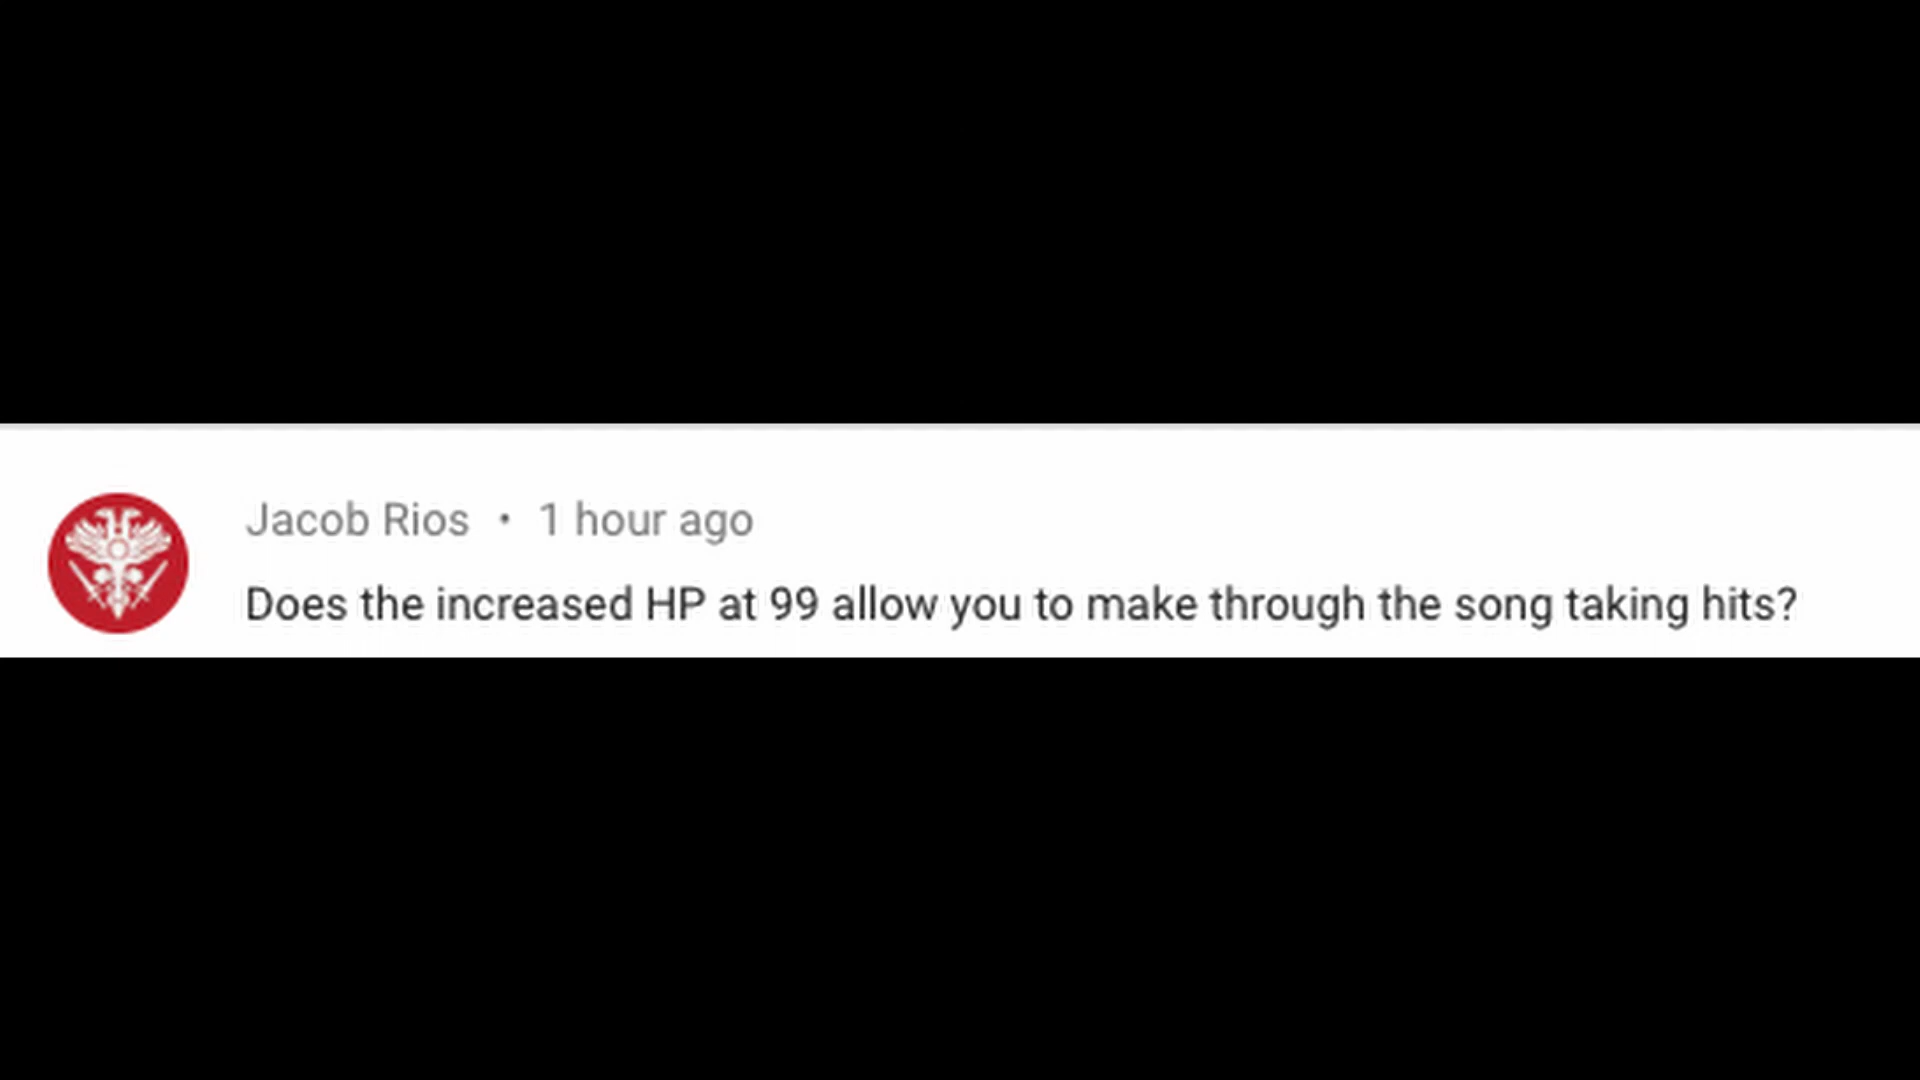 Jacob Rios • 1 hour ago
Does the increased HP at 99 allow you to make through the song taking hits?